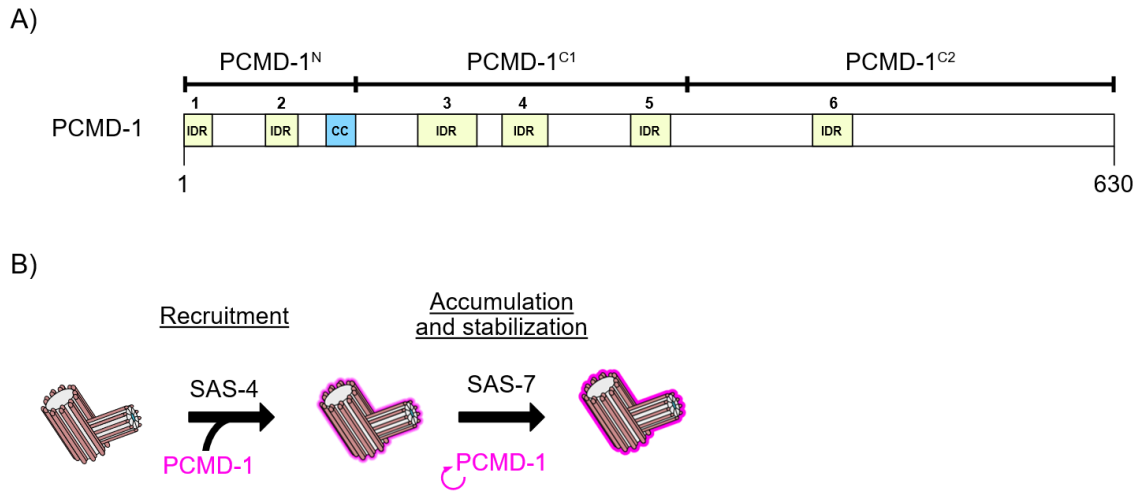 A)
PCMD-1N PCMD-1C1 PCMD-1C2
1 2 3 4 5 6
PCMD-1 IDR IDR CC IDR IDR IDR IDR
1 630
B)
Recruitment
Accumulation
and stabilization
SAS-4 SAS-7
PCMD-1 PCMD-1